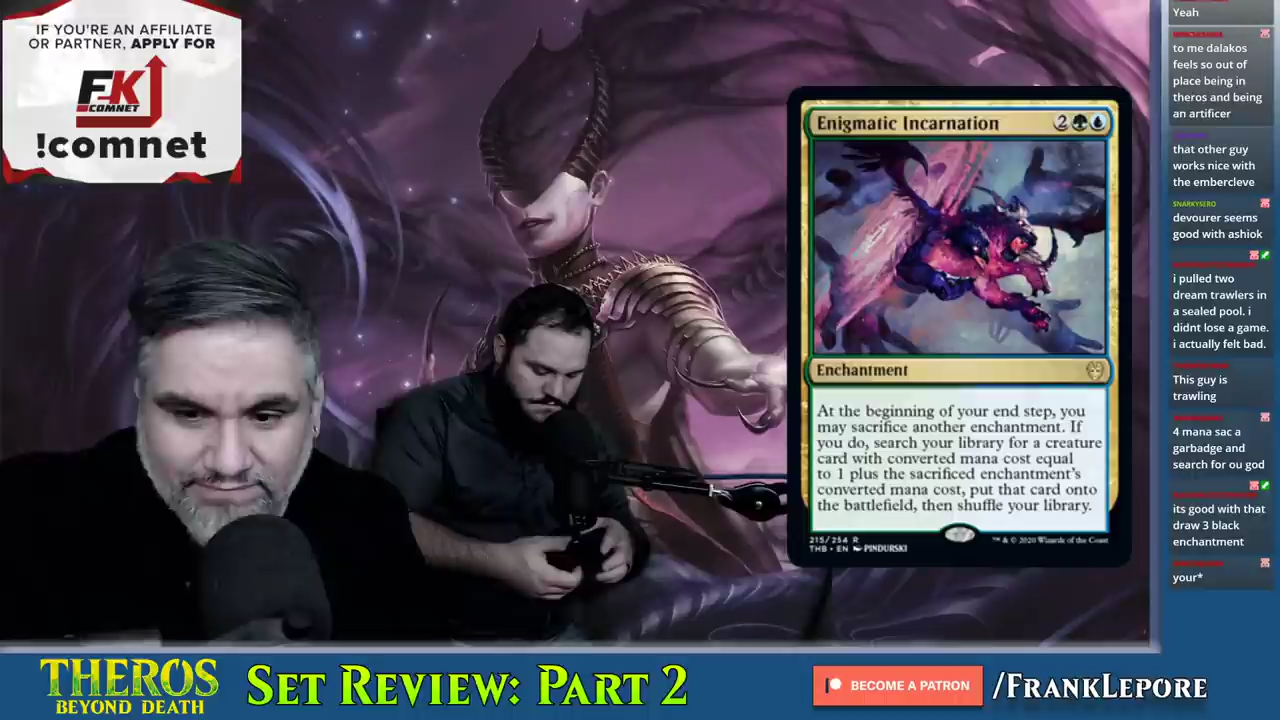 IF YOU'RE AN AFFILIATE
OR PARTNER, APPLY FOR
FK
COMNET
!comnet
Enigmatic Incarnation 2
Enchantment
At the beginning of your end step, you
may sacrifice another enchantment. If
you do, search your library for a creature
card with converted mana cost equal
to 1 plus the sacrificed enchantment's
converted mana cost, put that card onto
the battlefield, then shuffle your library.
215/254 R
THB • EN PINDURSKI
™ & © 2020 Wizards of the Coast
Yeah
to me dalakos
feels so out of
place being in
theros and being
an artificer
that other guy
works nice with
the embercleve
SNARKYSERO
devourer seems
good with ashiok
i pulled two
dream trawlers in
a sealed pool. i
didnt lose a game.
i actually felt bad.
This guy is
trawling
4 mana sac a
garbadge and
search for ou god
its good with that
draw 3 black
enchantment
your*
THEROS
BEYOND DEATH
SET REVIEW: PART 2
BECOME A PATRON
/FRANKLEPORE